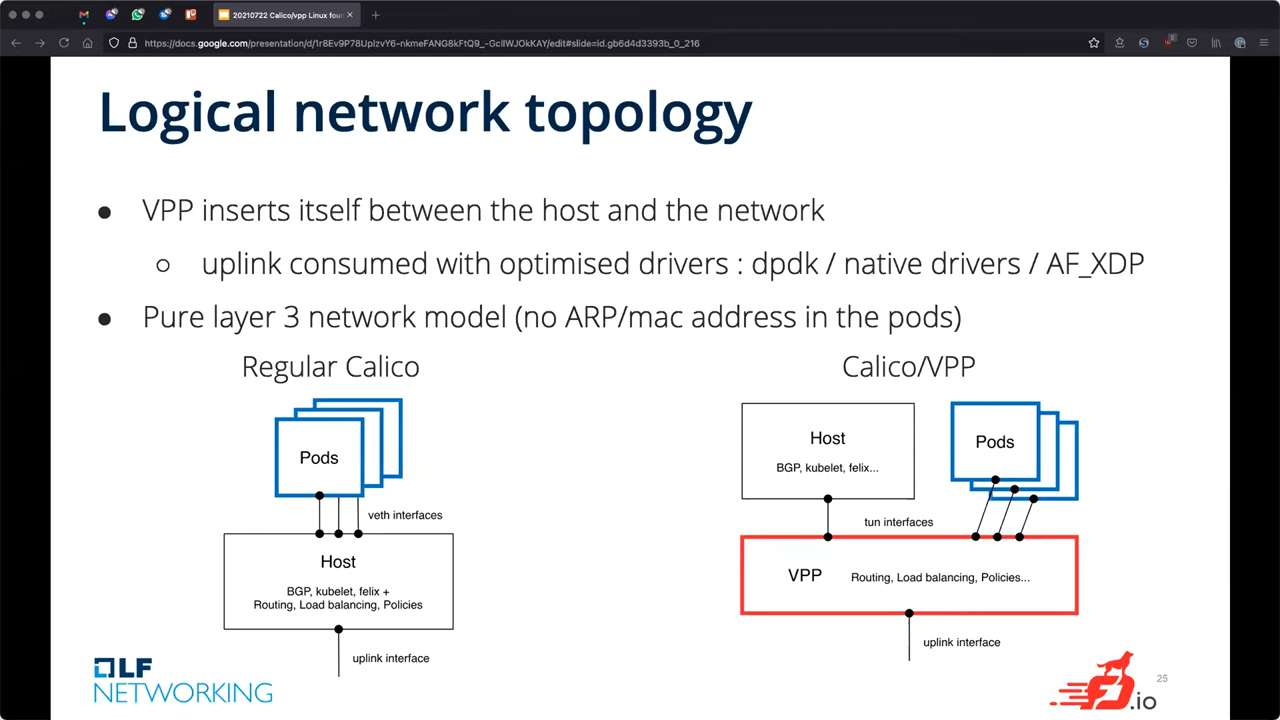 20210722 Calico/vpp Linux foun
https://docs.google.com/presentation/d/1r8Ev9P78UplzvY6-nkmeFANG8kFtQ9_-GclIWJOkKAY/edit#slide=id.gb6d4d3393b_0_216
Logical network topology
● VPP inserts itself between the host and the network
○ uplink consumed with optimised drivers : dpdk / native drivers / AF_XDP
● Pure layer 3 network model (no ARP/mac address in the pods)
Regular Calico
Pods
veth interfaces
Host
BGP, kubelet, felix +
Routing, Load balancing, Policies
uplink interface
Calico/VPP
Host
BGP, kubelet, felix...
Pods
tun interfaces
VPP
Routing, Load balancing, Policies...
uplink interface
LF
NETWORKING
FD.io
25